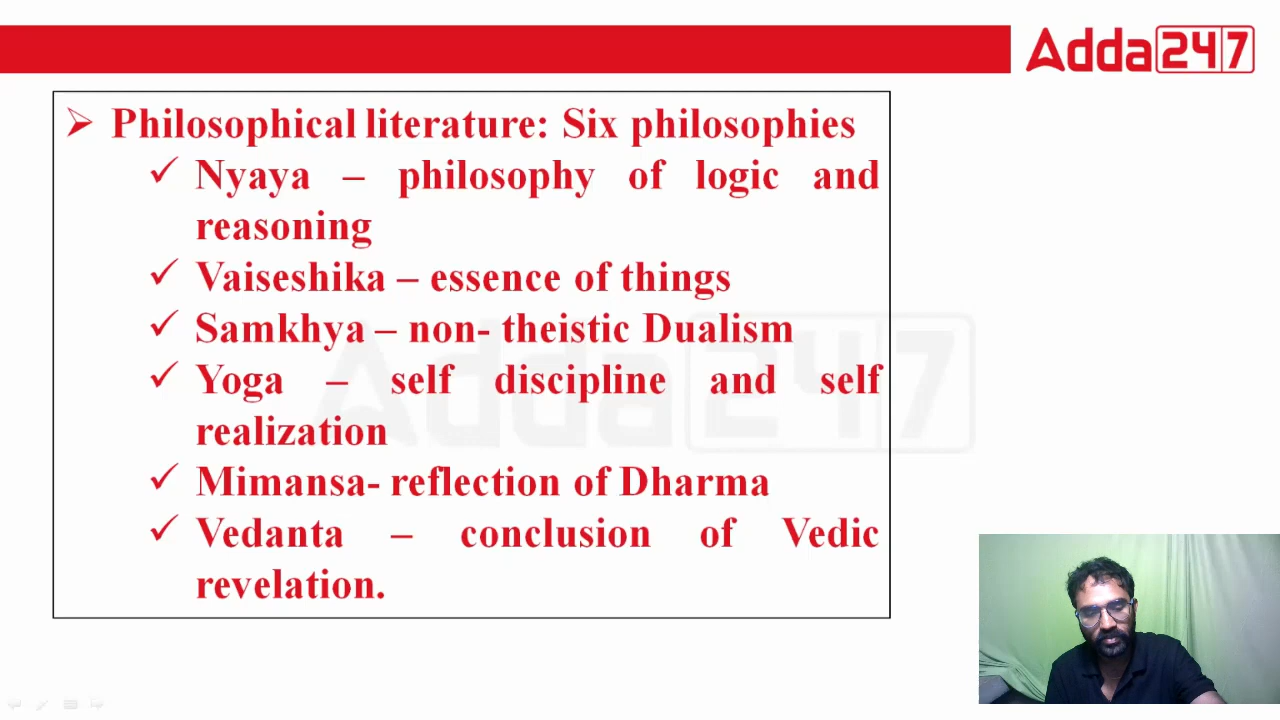 Adda247
➢ Philosophical literature: Six philosophies
✓ Nyaya – philosophy of logic and
reasoning
✓ Vaiseshika – essence of things
✓ Samkhya – non- theistic Dualism
✓ Yoga – self discipline and self
realization
✓ Mimansa- reflection of Dharma
✓ Vedanta – conclusion of Vedic
revelation.
Adda247